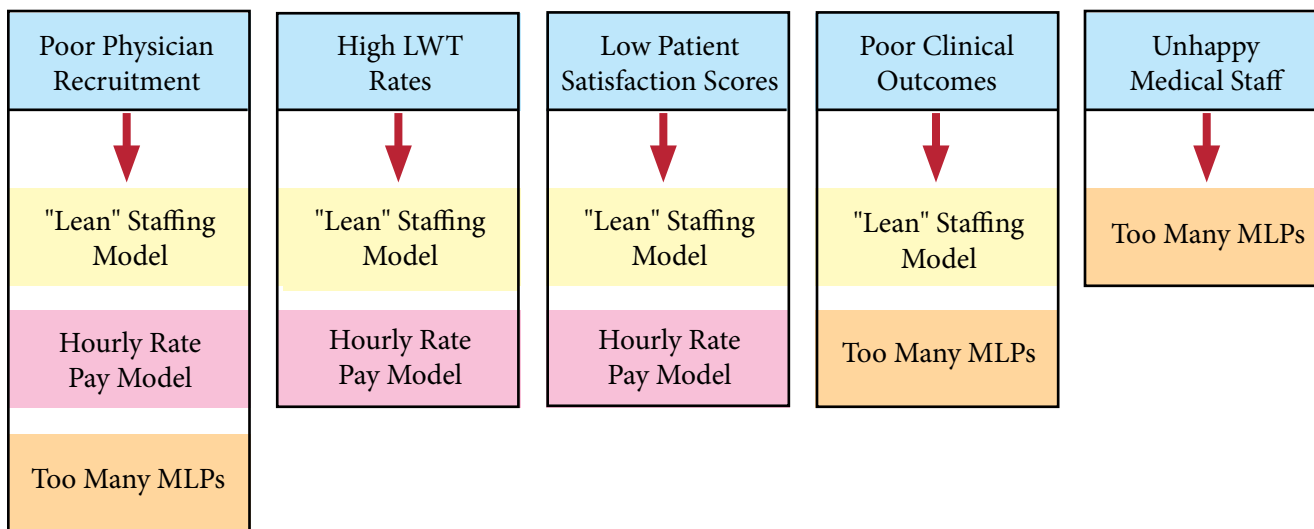 Poor Physician
Recruitment
"Lean" Staffing
Model
Hourly Rate
Pay Model
Too Many MLPs
High LWT
Rates
"Lean" Staffing
Model
Hourly Rate
Pay Model
Low Patient
Satisfaction Scores
"Lean" Staffing
Model
Hourly Rate
Pay Model
Poor Clinical
Outcomes
"Lean" Staffing
Model
Too Many MLPs
Unhappy
Medical Staff
Too Many MLPs